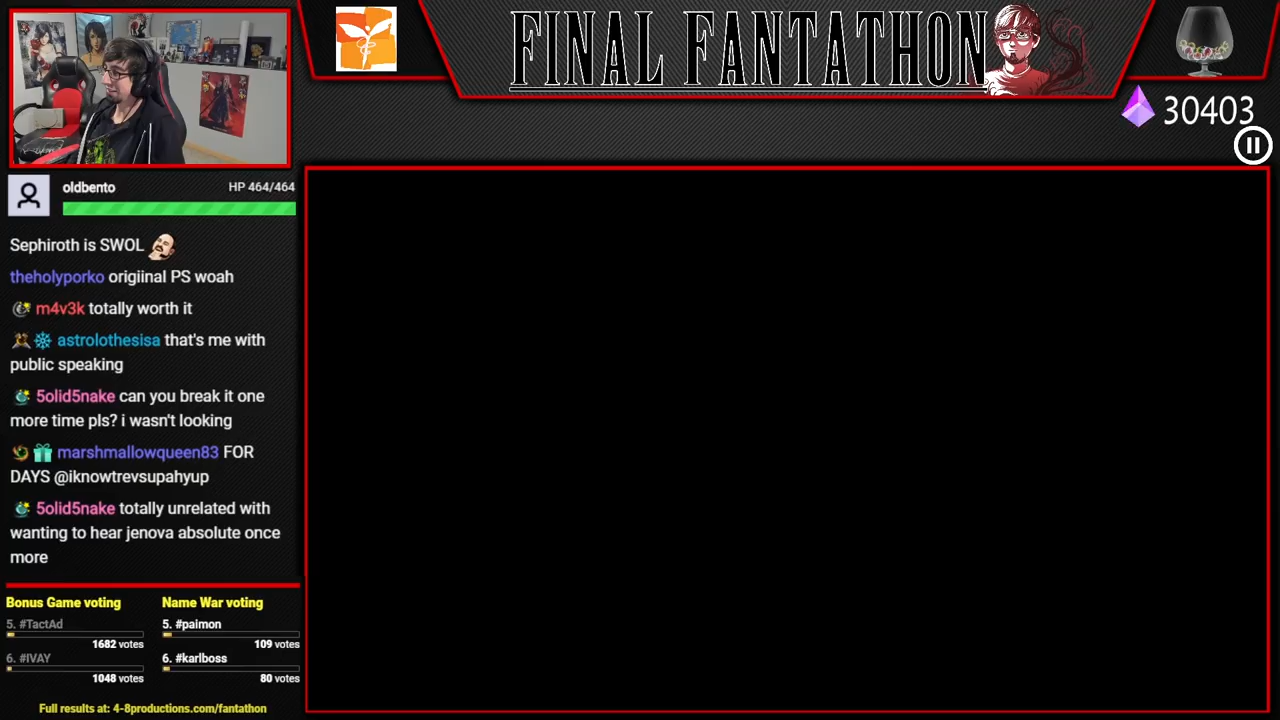 FINAL FANTATHON
30403
oldbento HP 464/464
Sephiroth is SWOL
theholyporko origiinal PS woah
m4v3k totally worth it
astrolothesisa that's me with
public speaking
5olid5nake can you break it one
more time pls? i wasn't looking
marshmallowqueen83 FOR
DAYS @iknowtrevsupahyup
5olid5nake totally unrelated with
wanting to hear jenova absolute once
more
Bonus Game voting
5. #TactAd
1682 votes
6. #IVAY
1048 votes
Name War voting
5. #paimon
109 votes
6. #karlboss
80 votes
Full results at: 4-8productions.com/fantathon